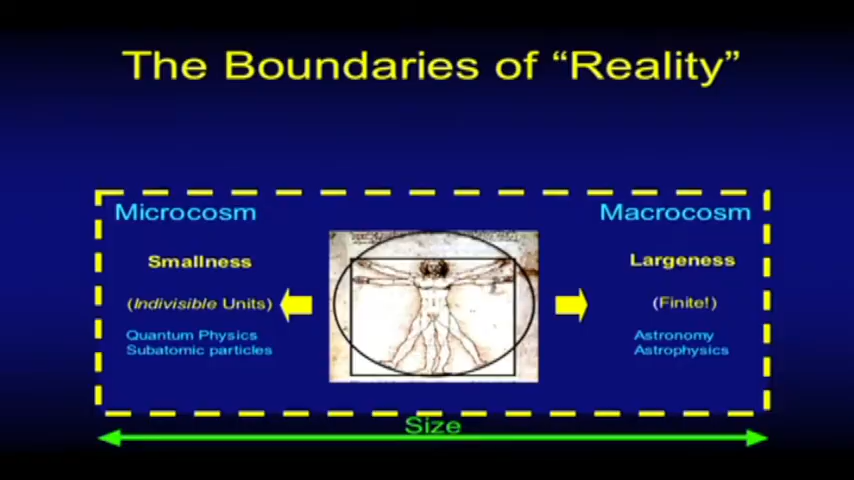 The Boundaries of “Reality”
Microcosm
Macrocosm
Smallness
Largeness
(Indivisible Units)
(Finite!)
Quantum Physics
Subatomic particles
Astronomy
Astrophysics
Size